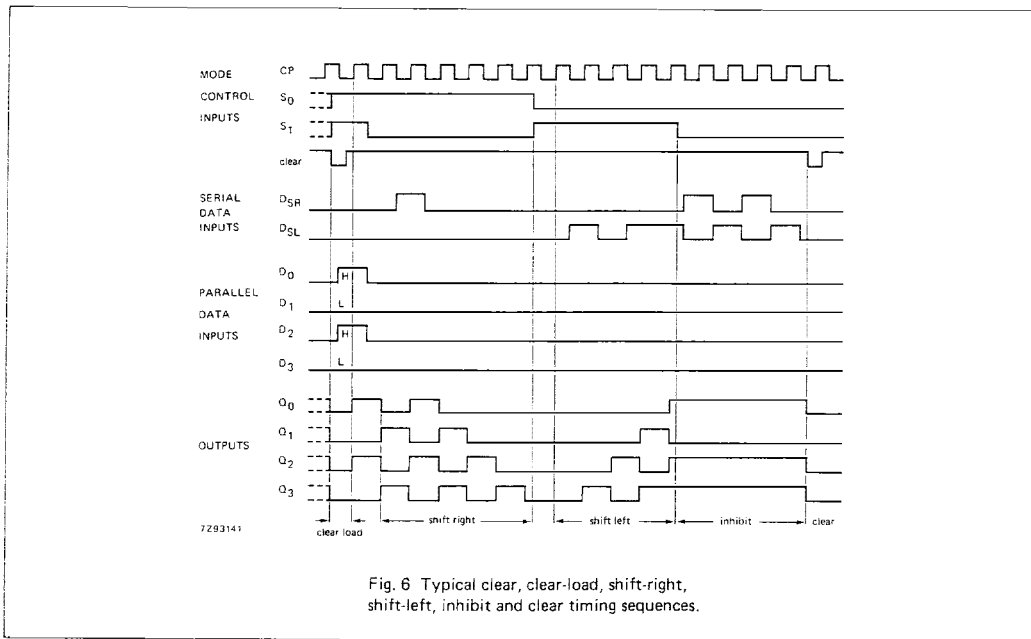 MODE CP
CONTROL S0
INPUTS S1
clear
SERIAL DSR
DATA
INPUTS DSL
D0 H
PARALLEL D1 L
DATA
INPUTS D2 H
D3 L
Q0
Q1
OUTPUTS
Q2
Q3
7Z93141
clear load shift right shift left inhibit clear
Fig. 6 Typical clear, clear-load, shift-right,
shift-left, inhibit and clear timing sequences.